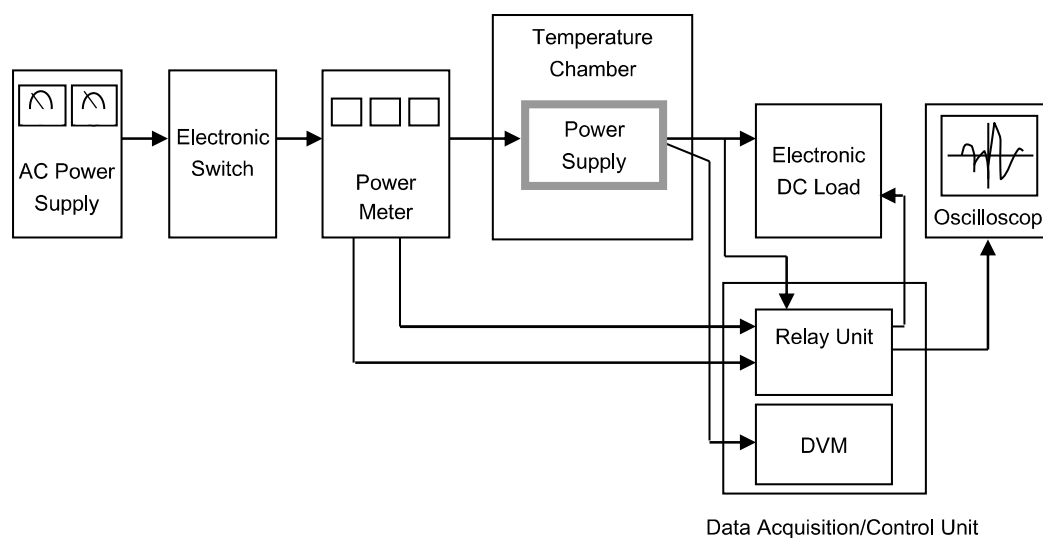 Temperature
Chamber
AC Power
Supply
Electronic
Switch
Power
Meter
Power
Supply
Electronic
DC Load
Oscilloscop
Relay Unit
DVM
Data Acquisition/Control Unit